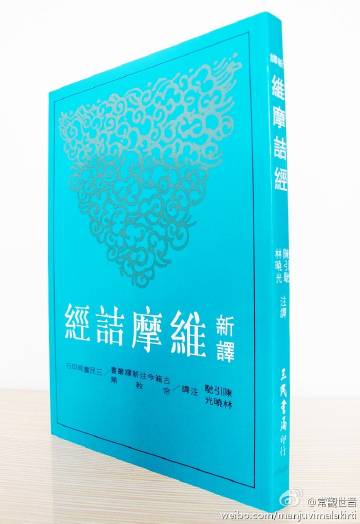 新譯
維摩詰經
陳引馳
林曉光
注譯
三民書局印行
新譯
維摩詰經
陳引馳
林曉光
注譯
古籍今注新譯叢書
宗教類
三民書局印行
@常觀世音
weibo.com/manjuvimalakirti